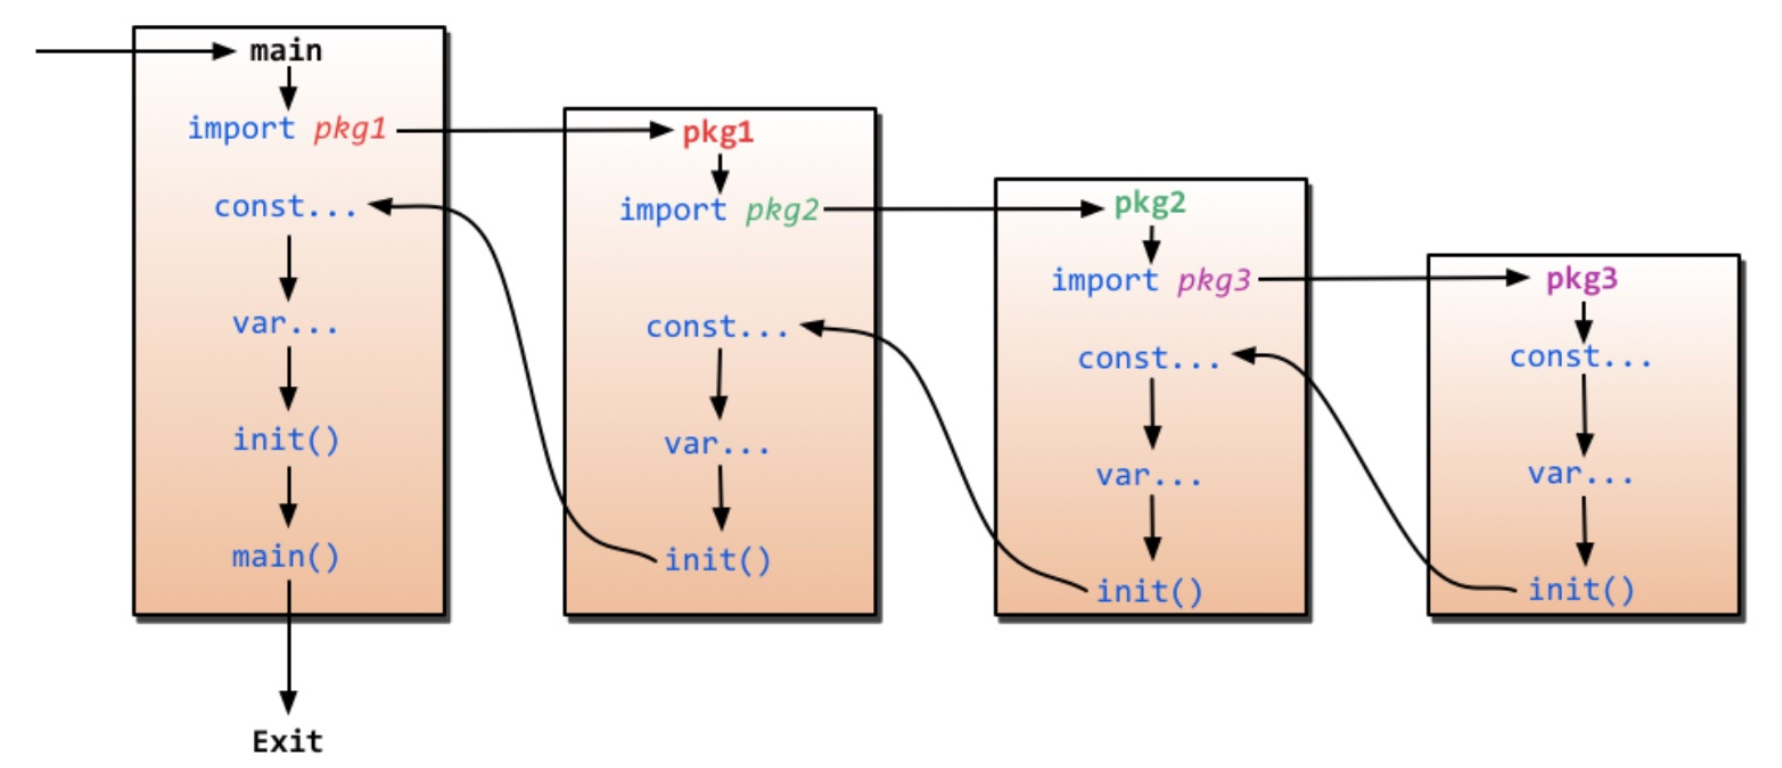 main
import pkg1
const...
var...
init()
main()
Exit
pkg1
import pkg2
const...
var...
init()
pkg2
import pkg3
const...
var...
init()
pkg3
const...
var...
init()